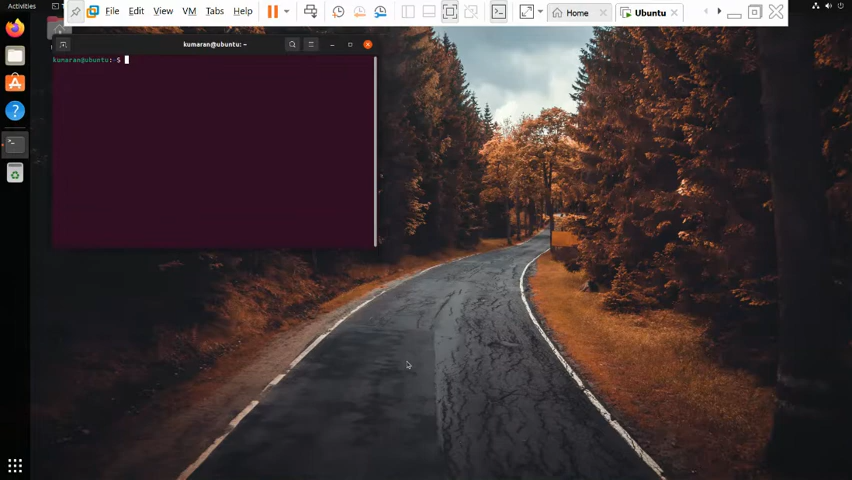 Activities
File Edit View VM Tabs Help
Home
Ubuntu
kumaran@ubuntu: ~
kumaran@ubuntu:~$